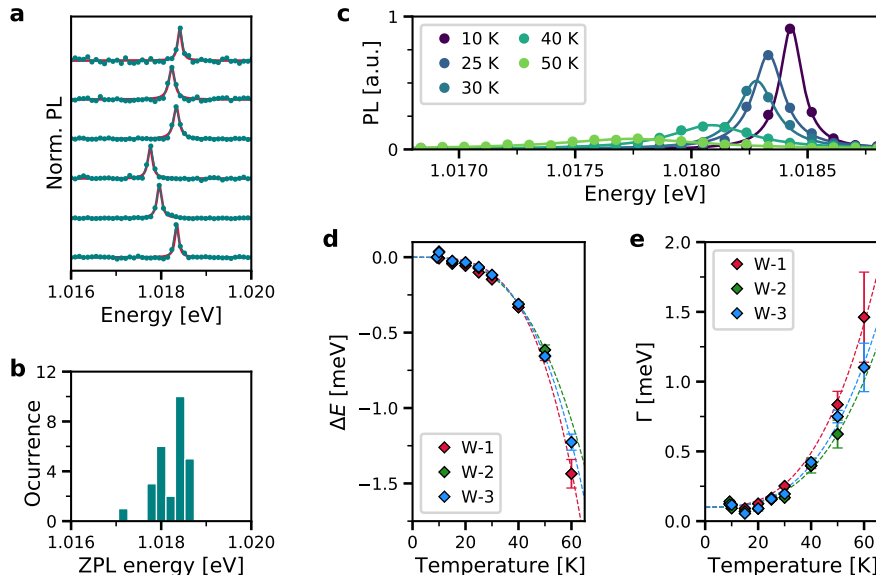 a
Norm. PL
1.016
1.018
1.020
Energy [eV]
b
Ocurrence
12
8
4
0
1.016
1.018
1.020
ZPL energy [eV]
c
PL [a.u.]
1
0.5
0
10 K
25 K
30 K
40 K
50 K
1.0170
1.0175
1.0180
1.0185
Energy [eV]
d
ΔE [meV]
0.0
−0.5
−1.0
−1.5
W-1
W-2
W-3
0
20
40
60
Temperature [K]
e
Γ [meV]
2.0
1.5
1.0
0.5
0.0
W-1
W-2
W-3
0
20
40
60
Temperature [K]